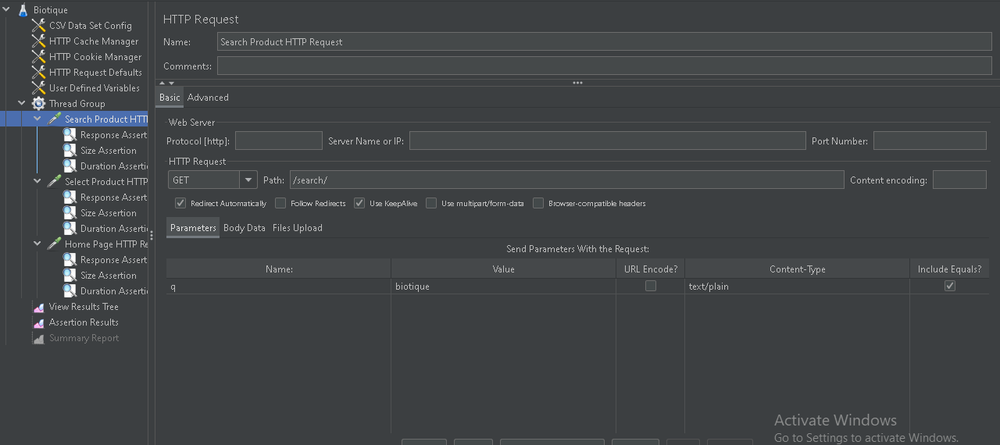 Biotique
CSV Data Set Config
HTTP Cache Manager
HTTP Cookie Manager
HTTP Request Defaults
User Defined Variables
Thread Group
Search Product HTTP
Response Assert
Size Assertion
Duration Assertic
Select Product HTTP
Response Assert
Size Assertion
Duration Assertic
Home Page HTTP Re
Response Assert
Size Assertion
Duration Assertic
View Results Tree
Assertion Results
Summary Report
HTTP Request
Name: Search Product HTTP Request
Comments:
Basic Advanced
Web Server
Protocol [http]: Server Name or IP: Port Number:
HTTP Request
GET Path: /search/ Content encoding:
Redirect Automatically Follow Redirects Use KeepAlive Use multipart/form-data Browser-compatible headers
Parameters Body Data Files Upload
Send Parameters With the Request:
Name: Value URL Encode? Content-Type Include Equals?
q biotique text/plain
Activate Windows
Go to Settings to activate Windows.